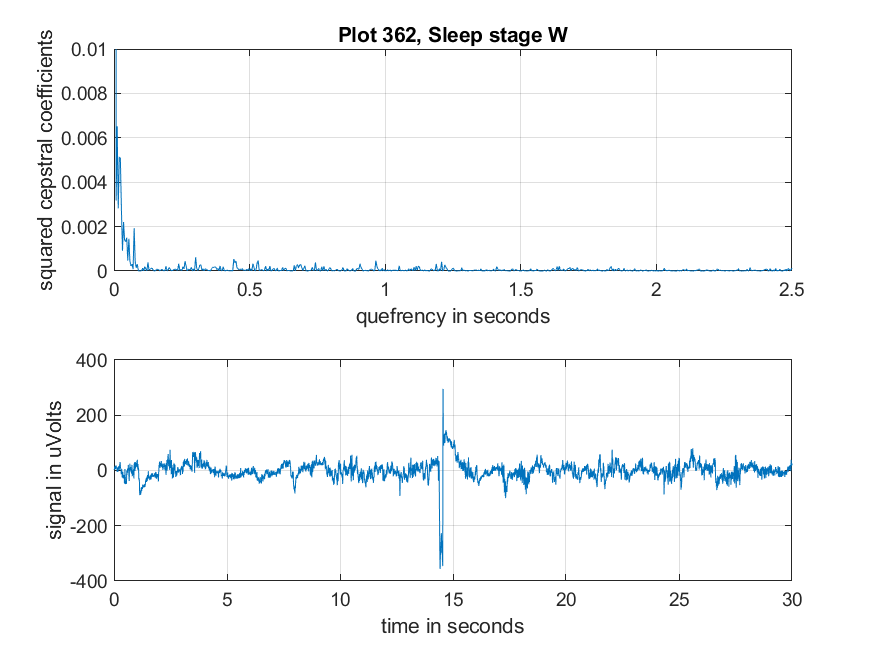 Plot 362, Sleep stage W
squared cepstral coefficients
0.01
0.008
0.006
0.004
0.002
0
0 0.5 1 1.5 2 2.5
quefrency in seconds
signal in uVolts
400
200
0
-200
-400
0 5 10 15 20 25 30
time in seconds